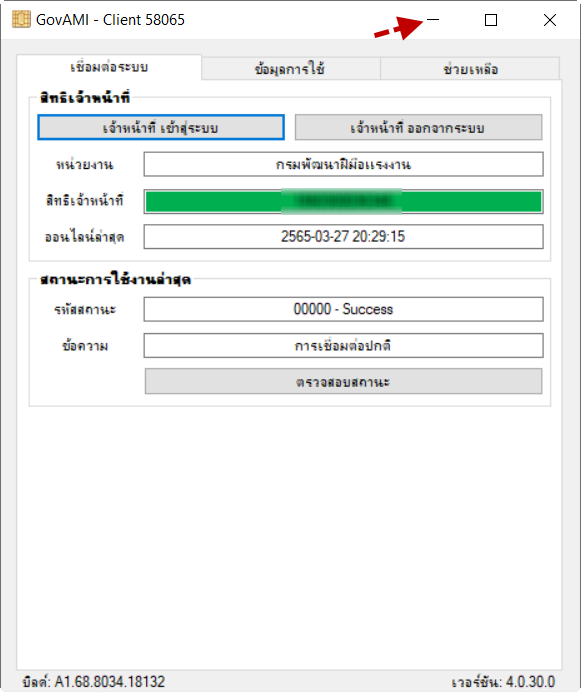 GovAMI - Client 58065
เชื่อมต่อระบบ ข้อมูลการใช้ ช่วยเหลือ
สิทธิเจ้าหน้าที่
เจ้าหน้าที่ เข้าสู่ระบบ เจ้าหน้าที่ ออกจากระบบ
หน่วยงาน กรมพัฒนาฝีมือแรงงาน
สิทธิเจ้าหน้าที่
ออนไลน์ล่าสุด 2565-03-27 20:29:15
สถานะการใช้งานล่าสุด
รหัสสถานะ 00000 - Success
ข้อความ การเชื่อมต่อปกติ
ตรวจสอบสถานะ
บิลด์: A1.68.8034.18132 เวอร์ชัน: 4.0.30.0